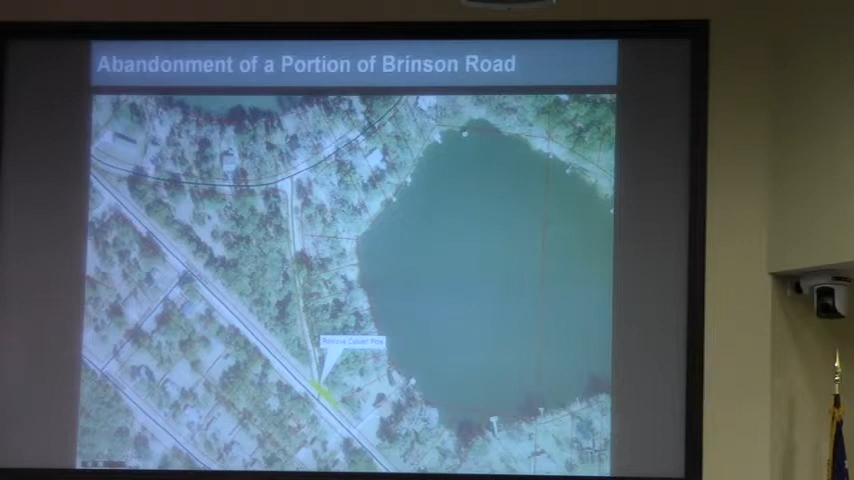 Abandonment of a Portion of Brinson Road
Remove Culvert Pipe